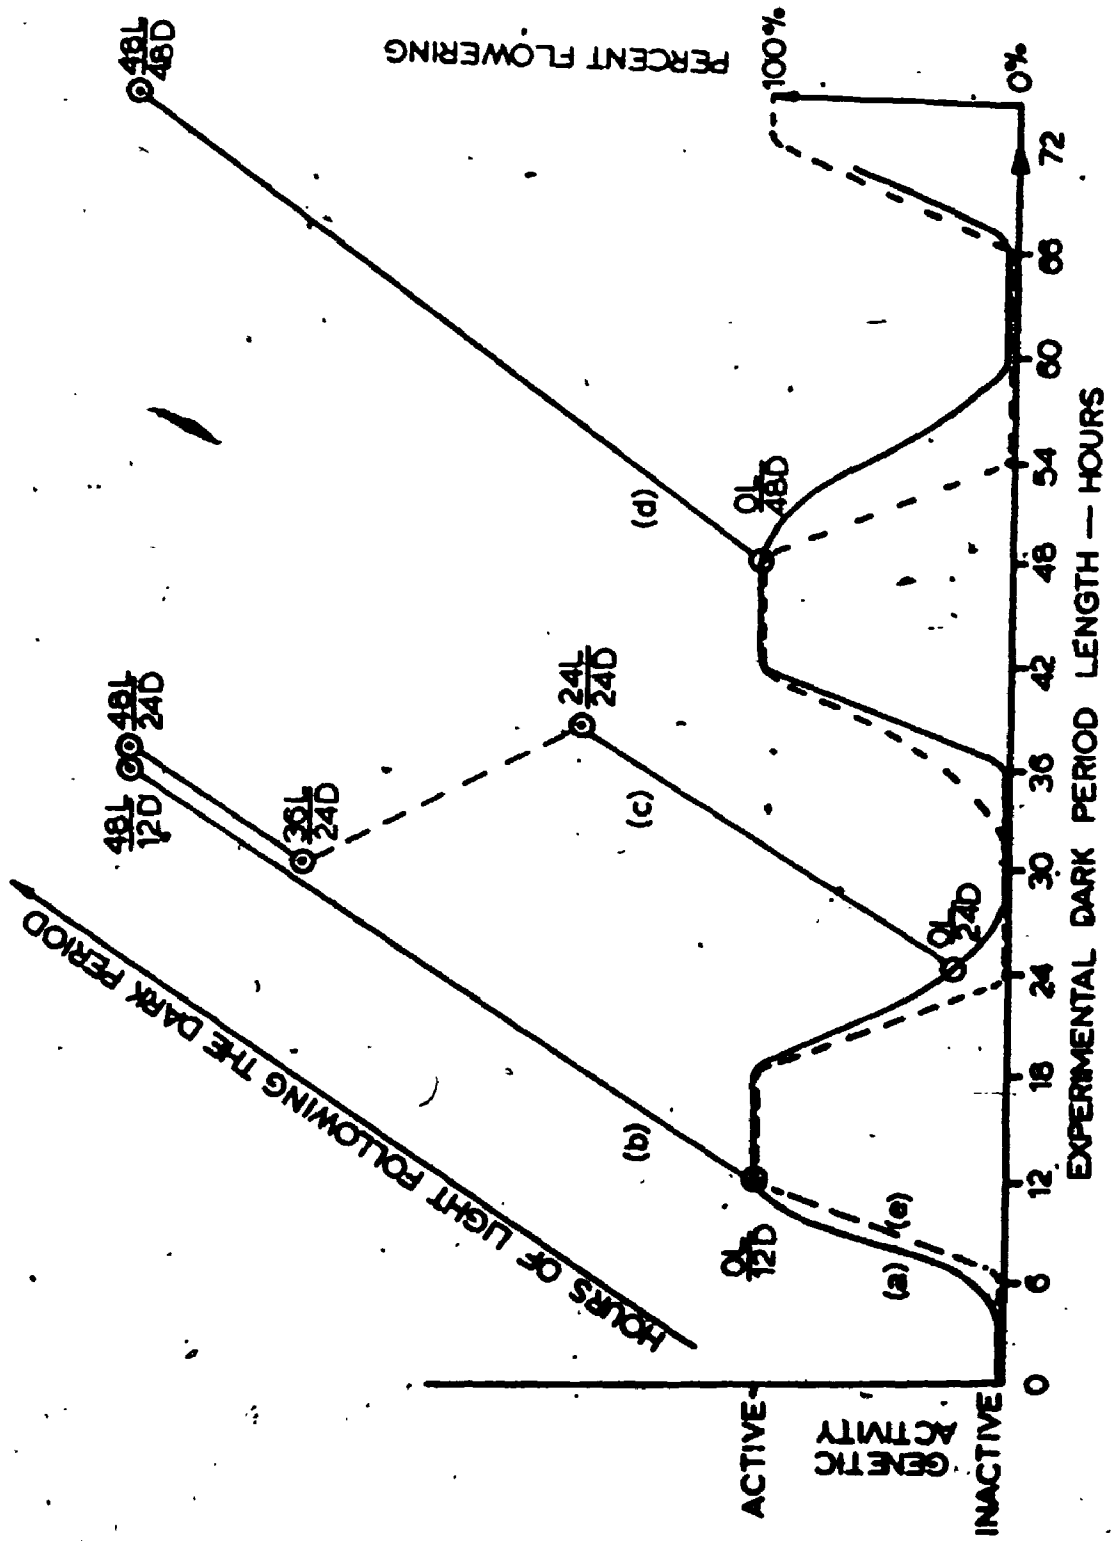 HOURS OF LIGHT FOLLOWING THE DARK PERIOD
48L
12D
48L
24D
36L
24D
24L
24D
48L
48D
(b)
(c)
(d)
0L
12D
0L
24D
0L
48D
(a)
(e)
GENETIC
ACTIVITY
ACTIVE
INACTIVE
PERCENT FLOWERING
100%
0%
0 6 12 18 24 30 36 42 48 54 60 66 72
EXPERIMENTAL DARK PERIOD LENGTH — HOURS